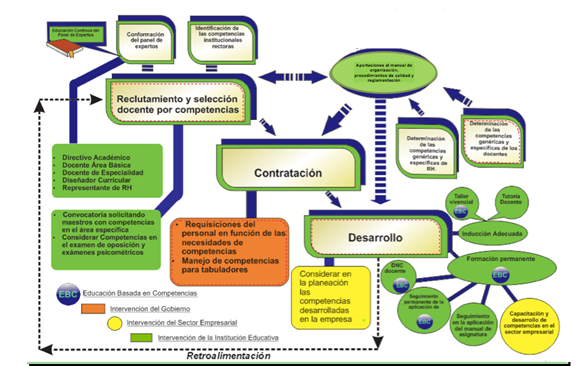 Educación Continua del
Panel de Expertos
Conformación
del panel de
expertos
Identificación de
las competencias
institucionales
rectoras
Aportaciones al manual de
organización,
procedimientos de calidad y
reglamentación
Reclutamiento y selección
docente por competencias
Determinación
de las
competencias
genéricas y
específicas de
RH.
Determinación
de las
competencias
genéricas y
específicas de los
docentes
• Directivo Académico
• Docente Área Básica
• Docente de Especialidad
• Diseñador Curricular
• Representante de RH
Contratación
• Convocatoria solicitando
maestros con competencias
en el área específica
• Considerar Competencias en
el examen de oposición y
exámenes psicométricos
• Requisiciones del
personal en función de las
necesidades de
competencias
• Manejo de competencias
para tabuladores
Desarrollo
Taller
vivencial
EBC
Tutoría
Docente
Inducción Adecuada
Considerar en
la planeación
las
competencias
desarrolladas
en la empresa
Formación permanente
EBC
DNC
docente
EBC
Seguimiento
permanente de la
aplicación de
EBC
Seguimiento
en la aplicación
del manual de
asignatura
Capacitación y
desarrollo de
competencias en el
sector empresarial
EBC Educación Basada en Competencias
Intervención del Gobierno
Intervención del Sector Empresarial
Intervención de la Institución Educativa
Retroalimentación